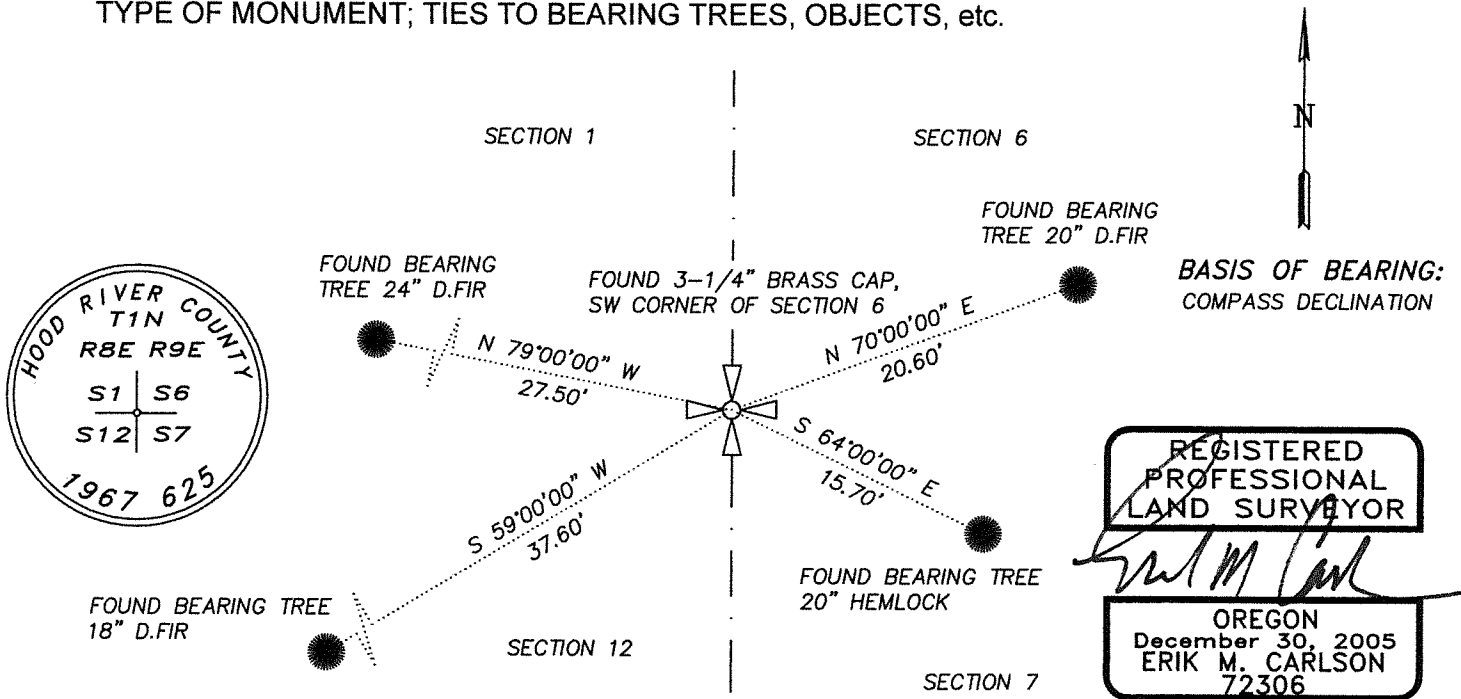 TYPE OF MONUMENT; TIES TO BEARING TREES, OBJECTS, etc.
SECTION 1
SECTION 6
N
FOUND BEARING
TREE 20" D.FIR
FOUND BEARING
TREE 24" D.FIR
FOUND 3-1/4" BRASS CAP,
SW CORNER OF SECTION 6
BASIS OF BEARING:
COMPASS DECLINATION
HOOD RIVER COUNTY
T1N
R8E R9E
S1 S6
S12 S7
1967 625
N 79°00'00" W
27.50'
N 70°00'00" E
20.60'
S 59°00'00" W
37.60'
S 64°00'00" E
15.70'
FOUND BEARING TREE
18" D.FIR
FOUND BEARING TREE
20" HEMLOCK
SECTION 12
SECTION 7
REGISTERED
PROFESSIONAL
LAND SURVEYOR
Erik M Carlson
OREGON
December 30, 2005
ERIK M. CARLSON
72306